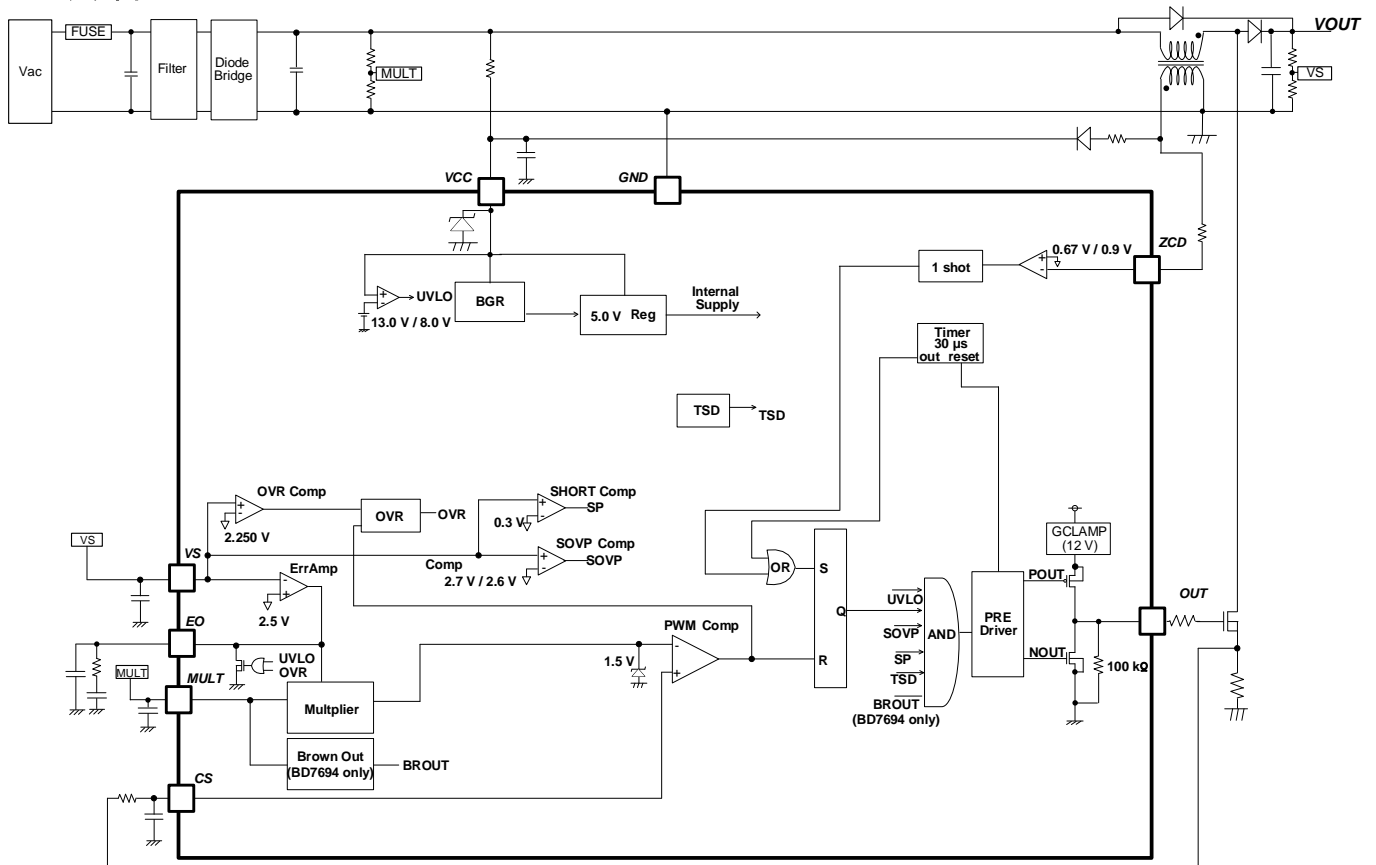 VOUT
FUSE
Vac
Filter
Diode
Bridge
MULT
VS
VCC
GND
ZCD
0.67 V / 0.9 V
1 shot
UVLO
13.0 V / 8.0 V
BGR
5.0 V Reg
Internal
Supply
Timer
30 µs
out reset
TSD
TSD
OVR Comp
2.250 V
OVR
OVR
SHORT Comp
SP
0.3 V
SOVP Comp
SOVP
Comp
2.7 V / 2.6 V
VS
VS
ErrAmp
2.5 V
EO
UVLO
OVR
MULT
MULT
Multplier
Brown Out
(BD7694 only)
BROUT
CS
1.5 V
PWM Comp
OR
S
Q
R
UVLO
SOVP
SP
TSD
BROUT
(BD7694 only)
AND
PRE
Driver
GCLAMP
(12 V)
POUT
NOUT
100 kΩ
OUT